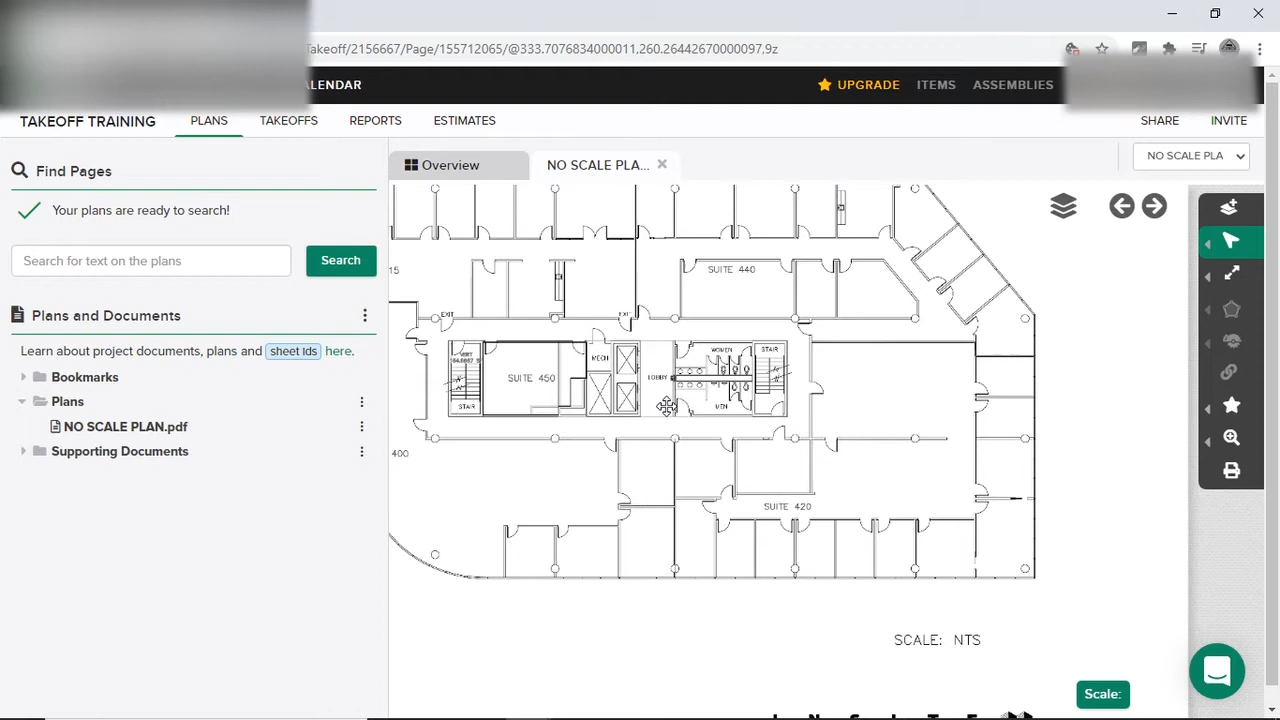 Takeoff/2156667/Page/155712065/@333.7076834000011,260.26442670000097,9z
ALENDAR
UPGRADE ITEMS ASSEMBLIES
TAKEOFF TRAINING PLANS TAKEOFFS REPORTS ESTIMATES SHARE INVITE
Find Pages
Overview NO SCALE PLA... NO SCALE PLA
Your plans are ready to search!
Search for text on the plans Search
Plans and Documents
Learn about project documents, plans and sheet ids here.
Bookmarks
Plans
NO SCALE PLAN.pdf
Supporting Documents
15
SUITE 440
EXIT EXIT
VERT MECH WOMEN STAIR
SUITE 450 LOBBY
STAIR MEN
400
SUITE 420
SCALE: NTS
Scale: